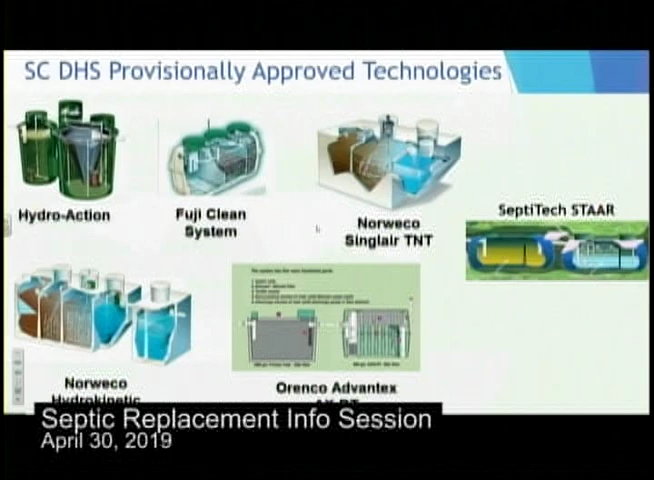 SC DHS Provisionally Approved Technologies
Hydro-Action
Fuji Clean
System
Norweco
Singlair TNT
SeptiTech STAAR
Norweco
Hydrokinetic
Orenco Advantex
Septic Replacement Info Session
April 30, 2019